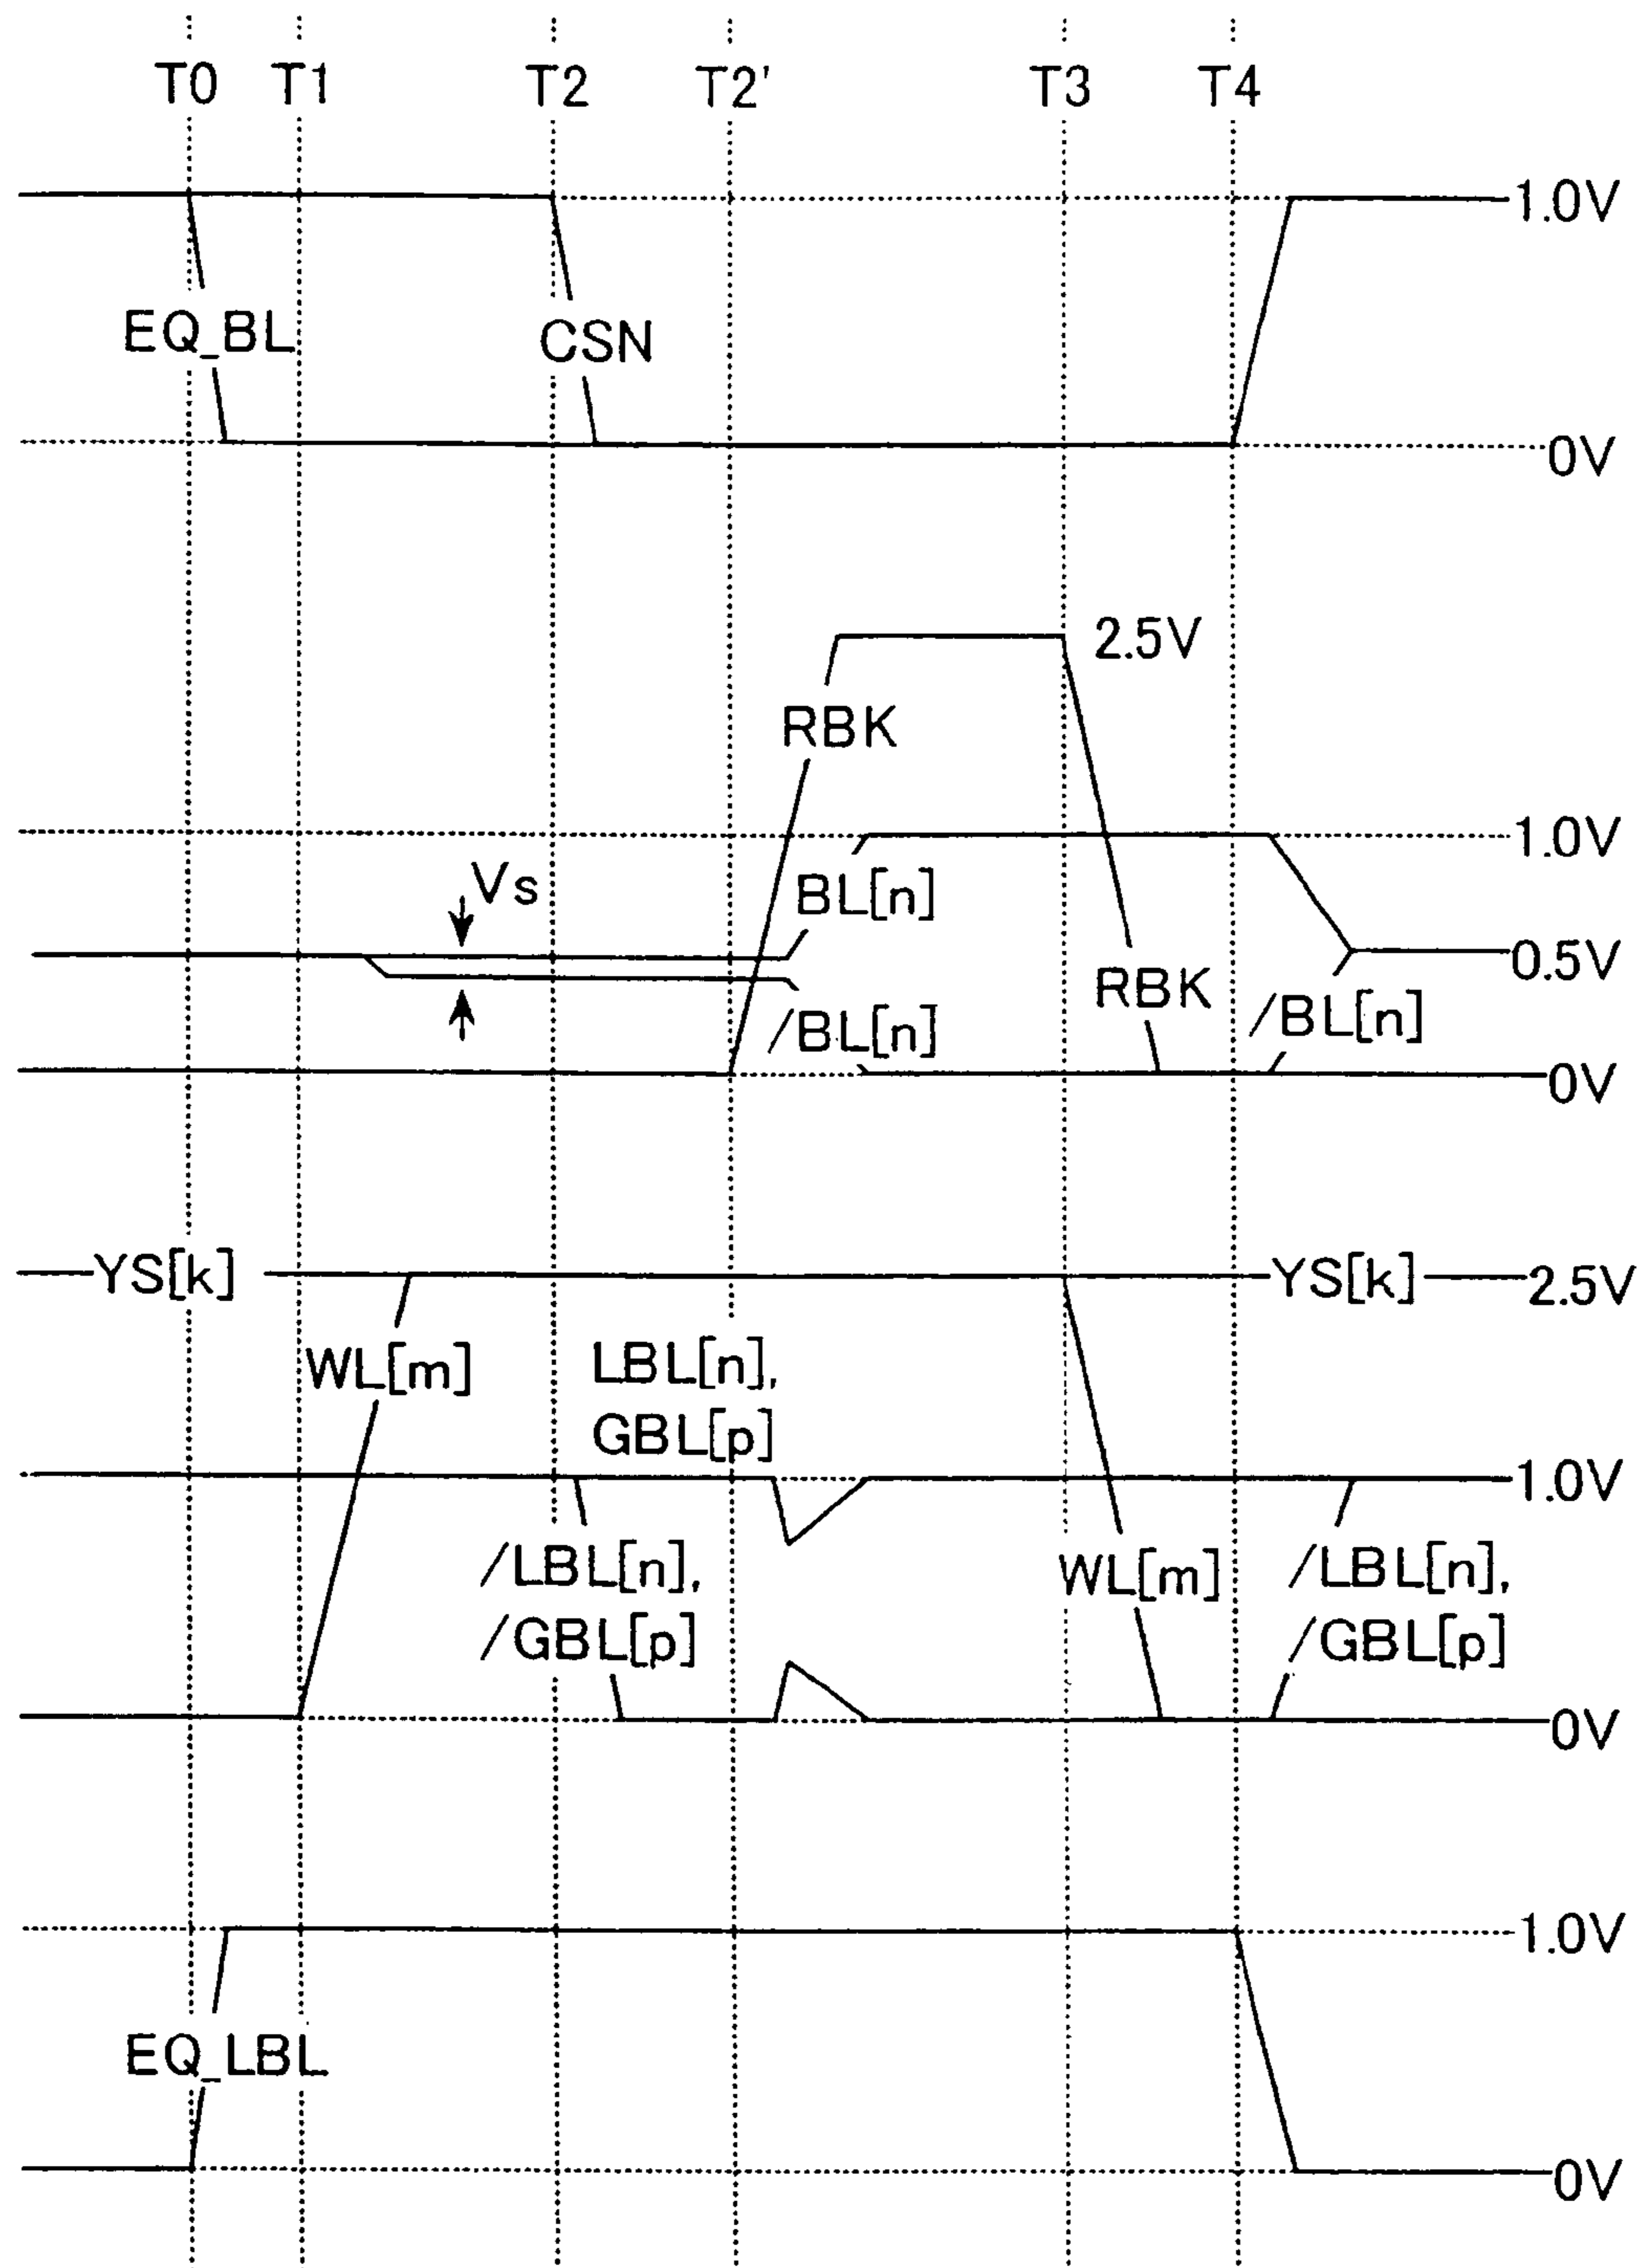 T0 T1 T2 T2' T3 T4
1.0V
EQ_BL CSN
0V
2.5V
RBK
1.0V
Vs BL[n]
0.5V
RBK
/BL[n] /BL[n]
0V
YS[k] YS[k] 2.5V
WL[m] LBL[n],
GBL[p]
1.0V
/LBL[n], WL[m] /LBL[n],
/GBL[p] /GBL[p]
0V
1.0V
EQ_LBL
0V